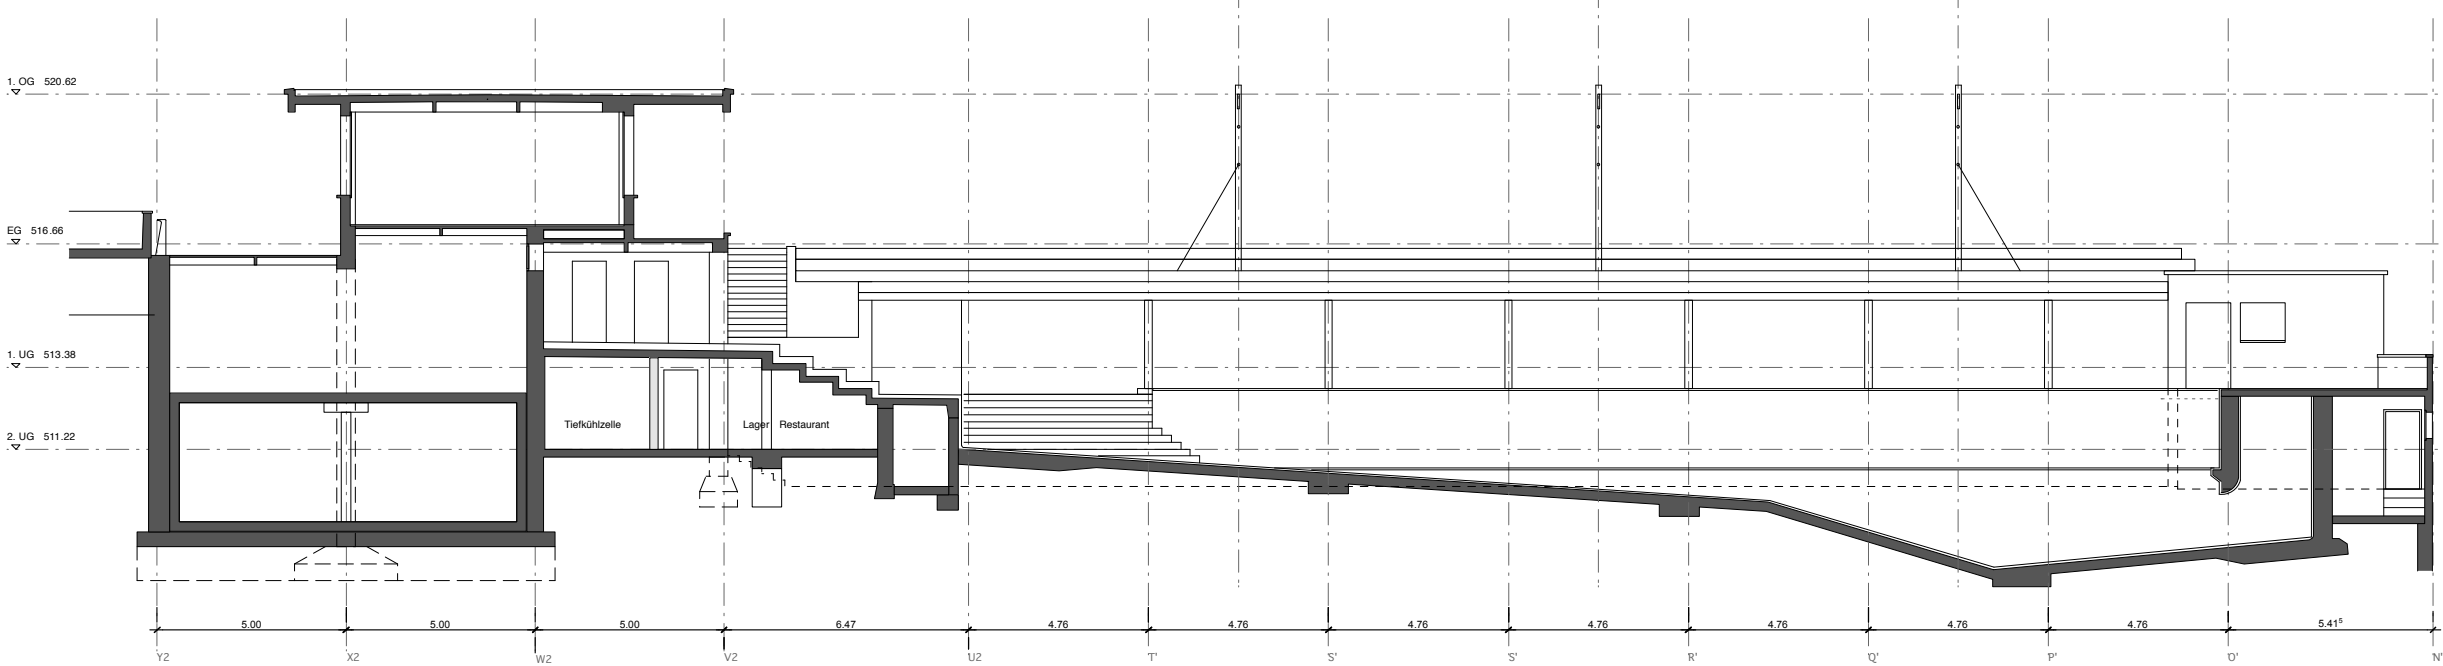 1. OG 520.62
EG 516.66
1. UG 513.38
2. UG 511.22
Tiefkühlzelle
Lager Restaurant
5.00 5.00 5.00 6.47 4.76 4.76 4.76 4.76 4.76 4.76 4.76 5.41⁵
Y2 X2 W2 V2 U2 T' S' S' R' Q' P' O' N'